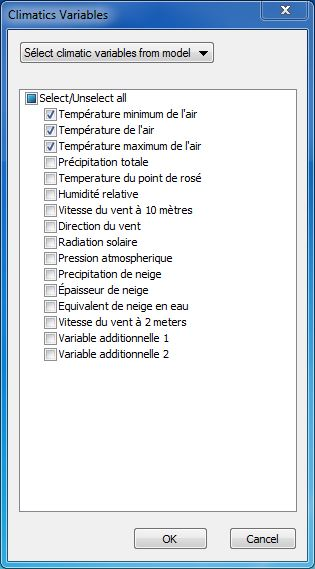 Climatics Variables
Sélect climatic variables from model
Select/Unselect all
Température minimum de l'air
Température de l'air
Température maximum de l'air
Précipitation totale
Temperature du point de rosé
Humidité relative
Vitesse du vent à 10 mètres
Direction du vent
Radiation solaire
Pression atmospherique
Precipitation de neige
Épaisseur de neige
Equivalent de neige en eau
Vitesse du vent à 2 meters
Variable additionnelle 1
Variable additionnelle 2
OK
Cancel